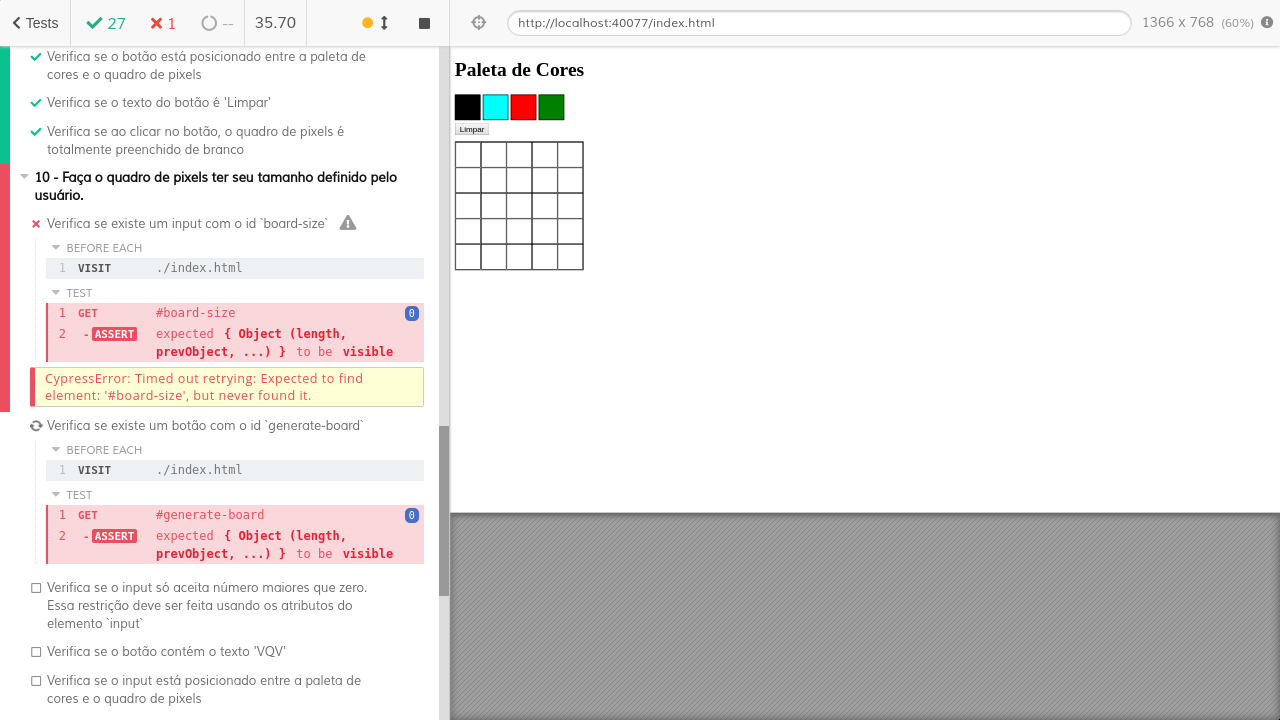 Tests 27 1 -- 35.70 http://localhost:40077/index.html 1366 x 768 (60%)
Verifica se o botão está posicionado entre a paleta de
cores e o quadro de pixels
Verifica se o texto do botão é 'Limpar'
Verifica se ao clicar no botão, o quadro de pixels é
totalmente preenchido de branco
10 - Faça o quadro de pixels ter seu tamanho definido pelo
usuário.
Verifica se existe um input com o id `board-size`
BEFORE EACH
1 VISIT ./index.html
TEST
1 GET #board-size 0
2 -ASSERT expected { Object (length,
prevObject, ...) } to be visible
CypressError: Timed out retrying: Expected to find
element: '#board-size', but never found it.
Verifica se existe um botão com o id `generate-board`
BEFORE EACH
1 VISIT ./index.html
TEST
1 GET #generate-board 0
2 -ASSERT expected { Object (length,
prevObject, ...) } to be visible
Verifica se o input só aceita número maiores que zero.
Essa restrição deve ser feita usando os atributos do
elemento `input`
Verifica se o botão contém o texto 'VQV'
Verifica se o input está posicionado entre a paleta de
cores e o quadro de pixels
Paleta de Cores
Limpar